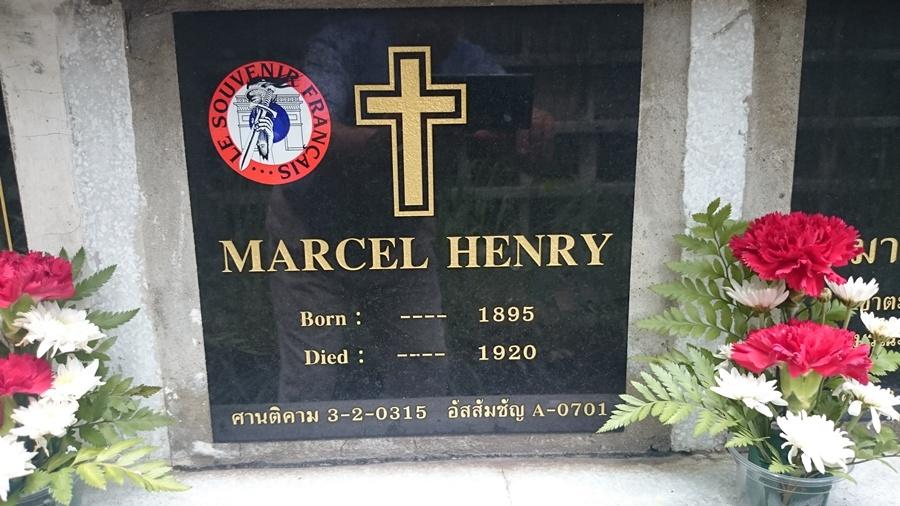 LE SOUVENIR FRANÇAIS...
MARCEL HENRY
Born : ---- 1895
Died : ---- 1920
ศานติคาม 3-2-0315 อัสสัมชัญ A-0701